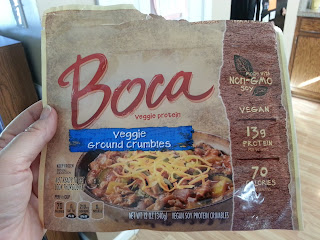 Boca
veggie protein
Veggie
Ground Crumbles
MADE WITH
NON-GMO
SOY
VEGAN
13g
PROTEIN
70
CALORIES
NET WT 12 OZ (340g)
VEGAN SOY PROTEIN CRUMBLES